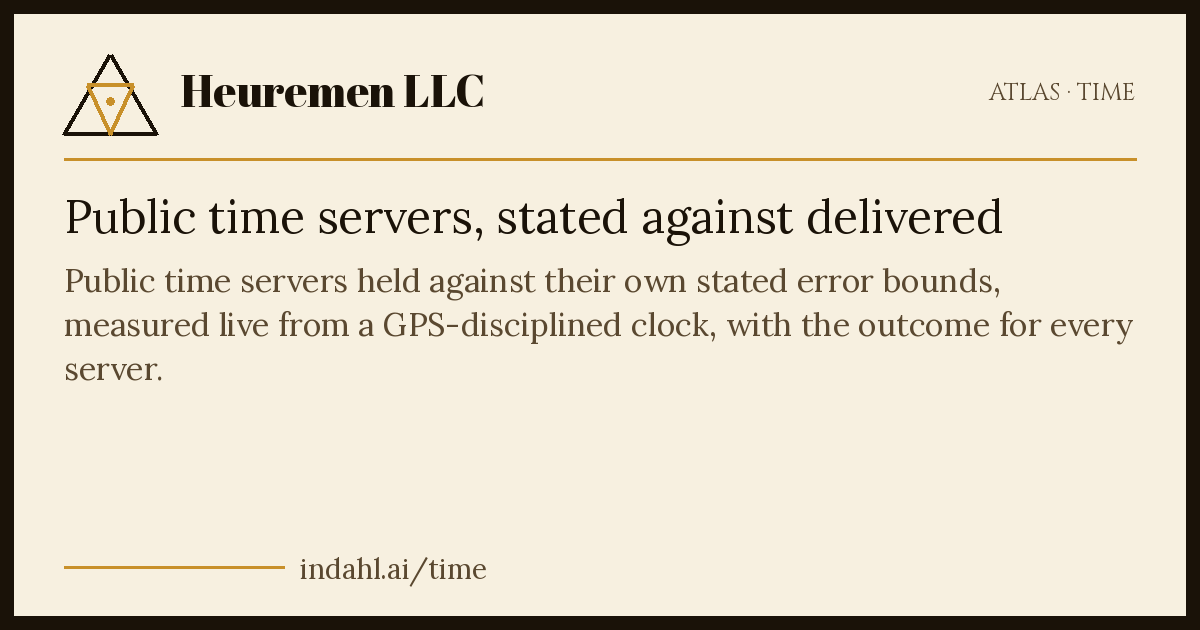 Heuremen LLC
ATLAS · TIME
Public time servers, stated against delivered
Public time servers held against their own stated error bounds,
measured live from a GPS-disciplined clock, with the outcome for every
server.
indahl.ai/time